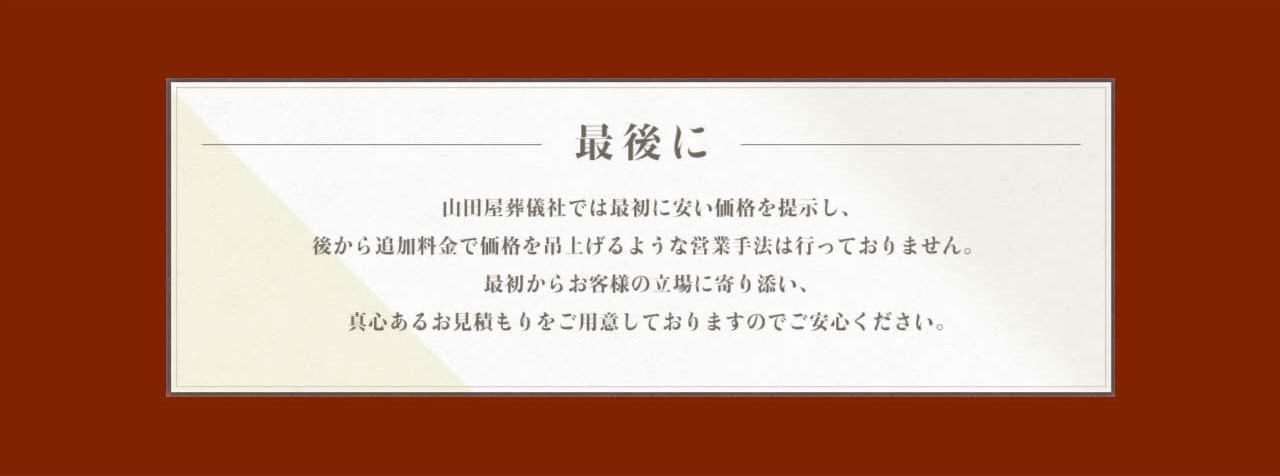 最後に
山田屋葬儀社では最初に安い価格を提示し、
後から追加料金で価格を吊上げるような営業手法は行っておりません。
最初からお客様の立場に寄り添い、
真心あるお見積もりをご用意しておりますのでご安心ください。